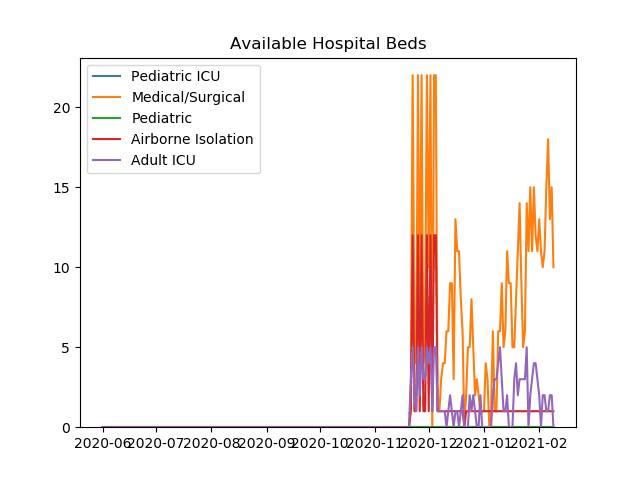 Available Hospital Beds
Pediatric ICU
Medical/Surgical
Pediatric
Airborne Isolation
Adult ICU
20
15
10
5
0
2020-06 2020-07 2020-08 2020-09 2020-10 2020-11 2020-12 2021-01 2021-02